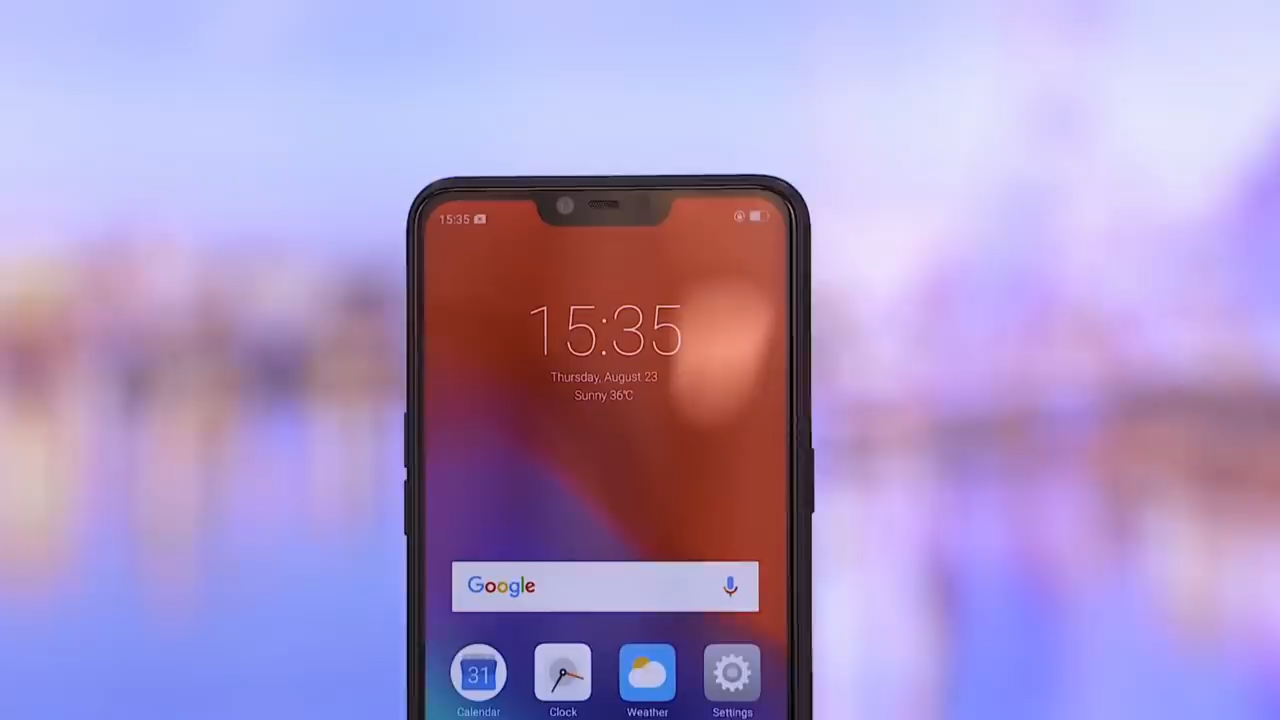 15:35
15:35
Thursday, August 23
Sunny 36℃
Google
31
Calendar Clock Weather Settings